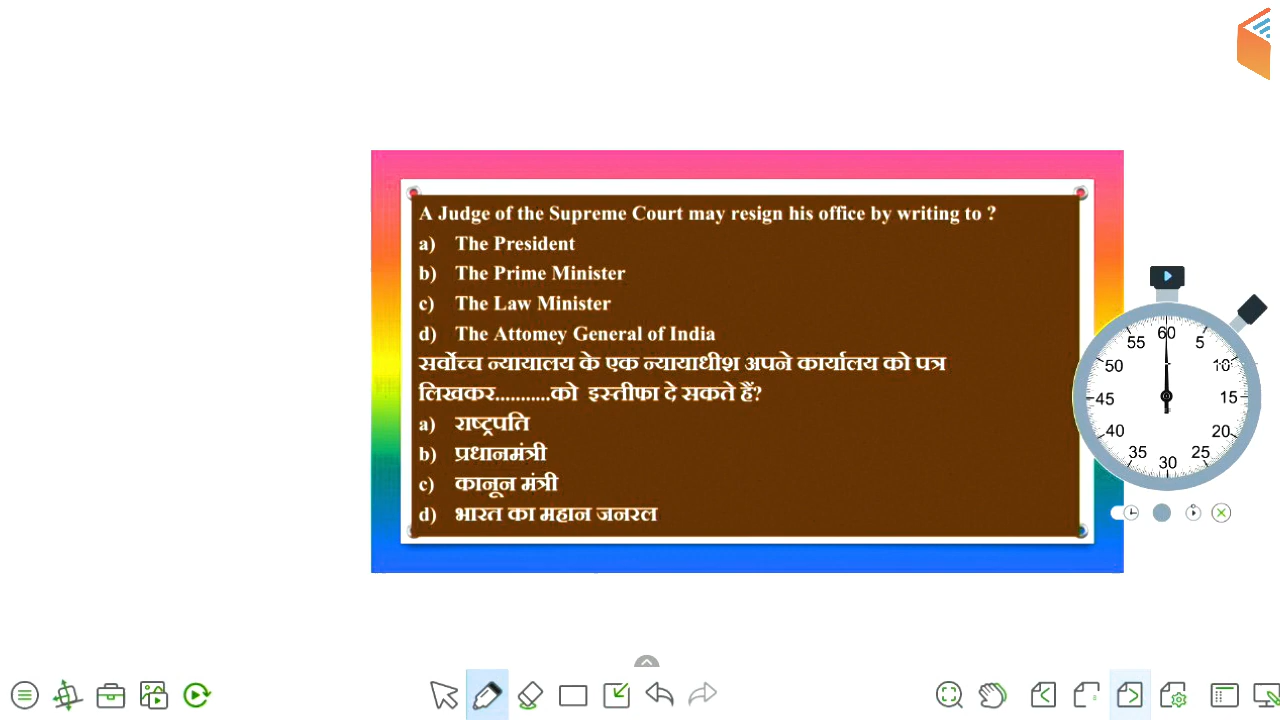 A Judge of the Supreme Court may resign his office by writing to ?
a) The President
b) The Prime Minister
c) The Law Minister
d) The Attomey General of India
सर्वोच्च न्यायालय के एक न्यायाधीश अपने कार्यालय को पत्र
लिखकर...........को इस्तीफा दे सकते हैं?
a) राष्ट्रपति
b) प्रधानमंत्री
c) कानून मंत्री
d) भारत का महान जनरल
60
55 5
50 10
45 15
40 20
35 25
30